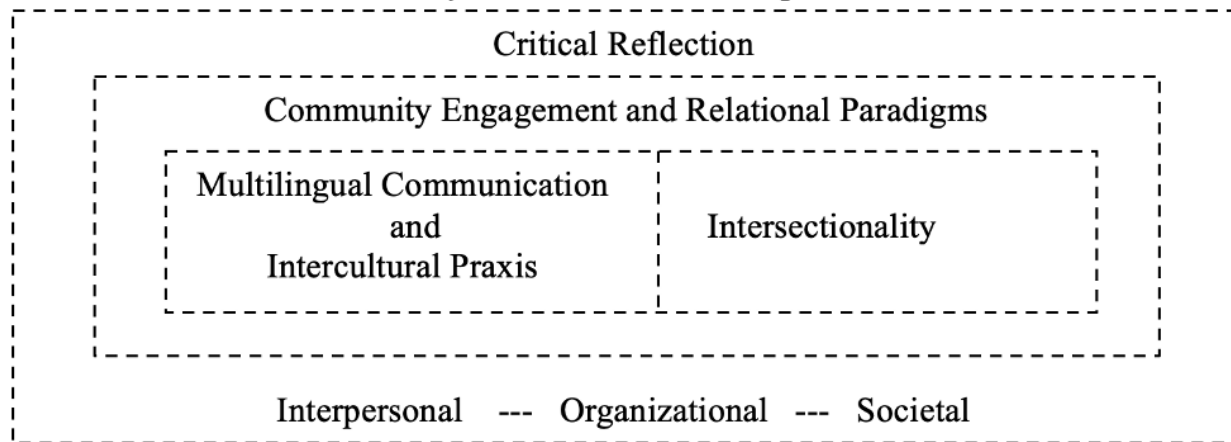 Critical Reflection
Community Engagement and Relational Paradigms
Multilingual Communication
and
Intercultural Praxis
Intersectionality
Interpersonal --- Organizational --- Societal